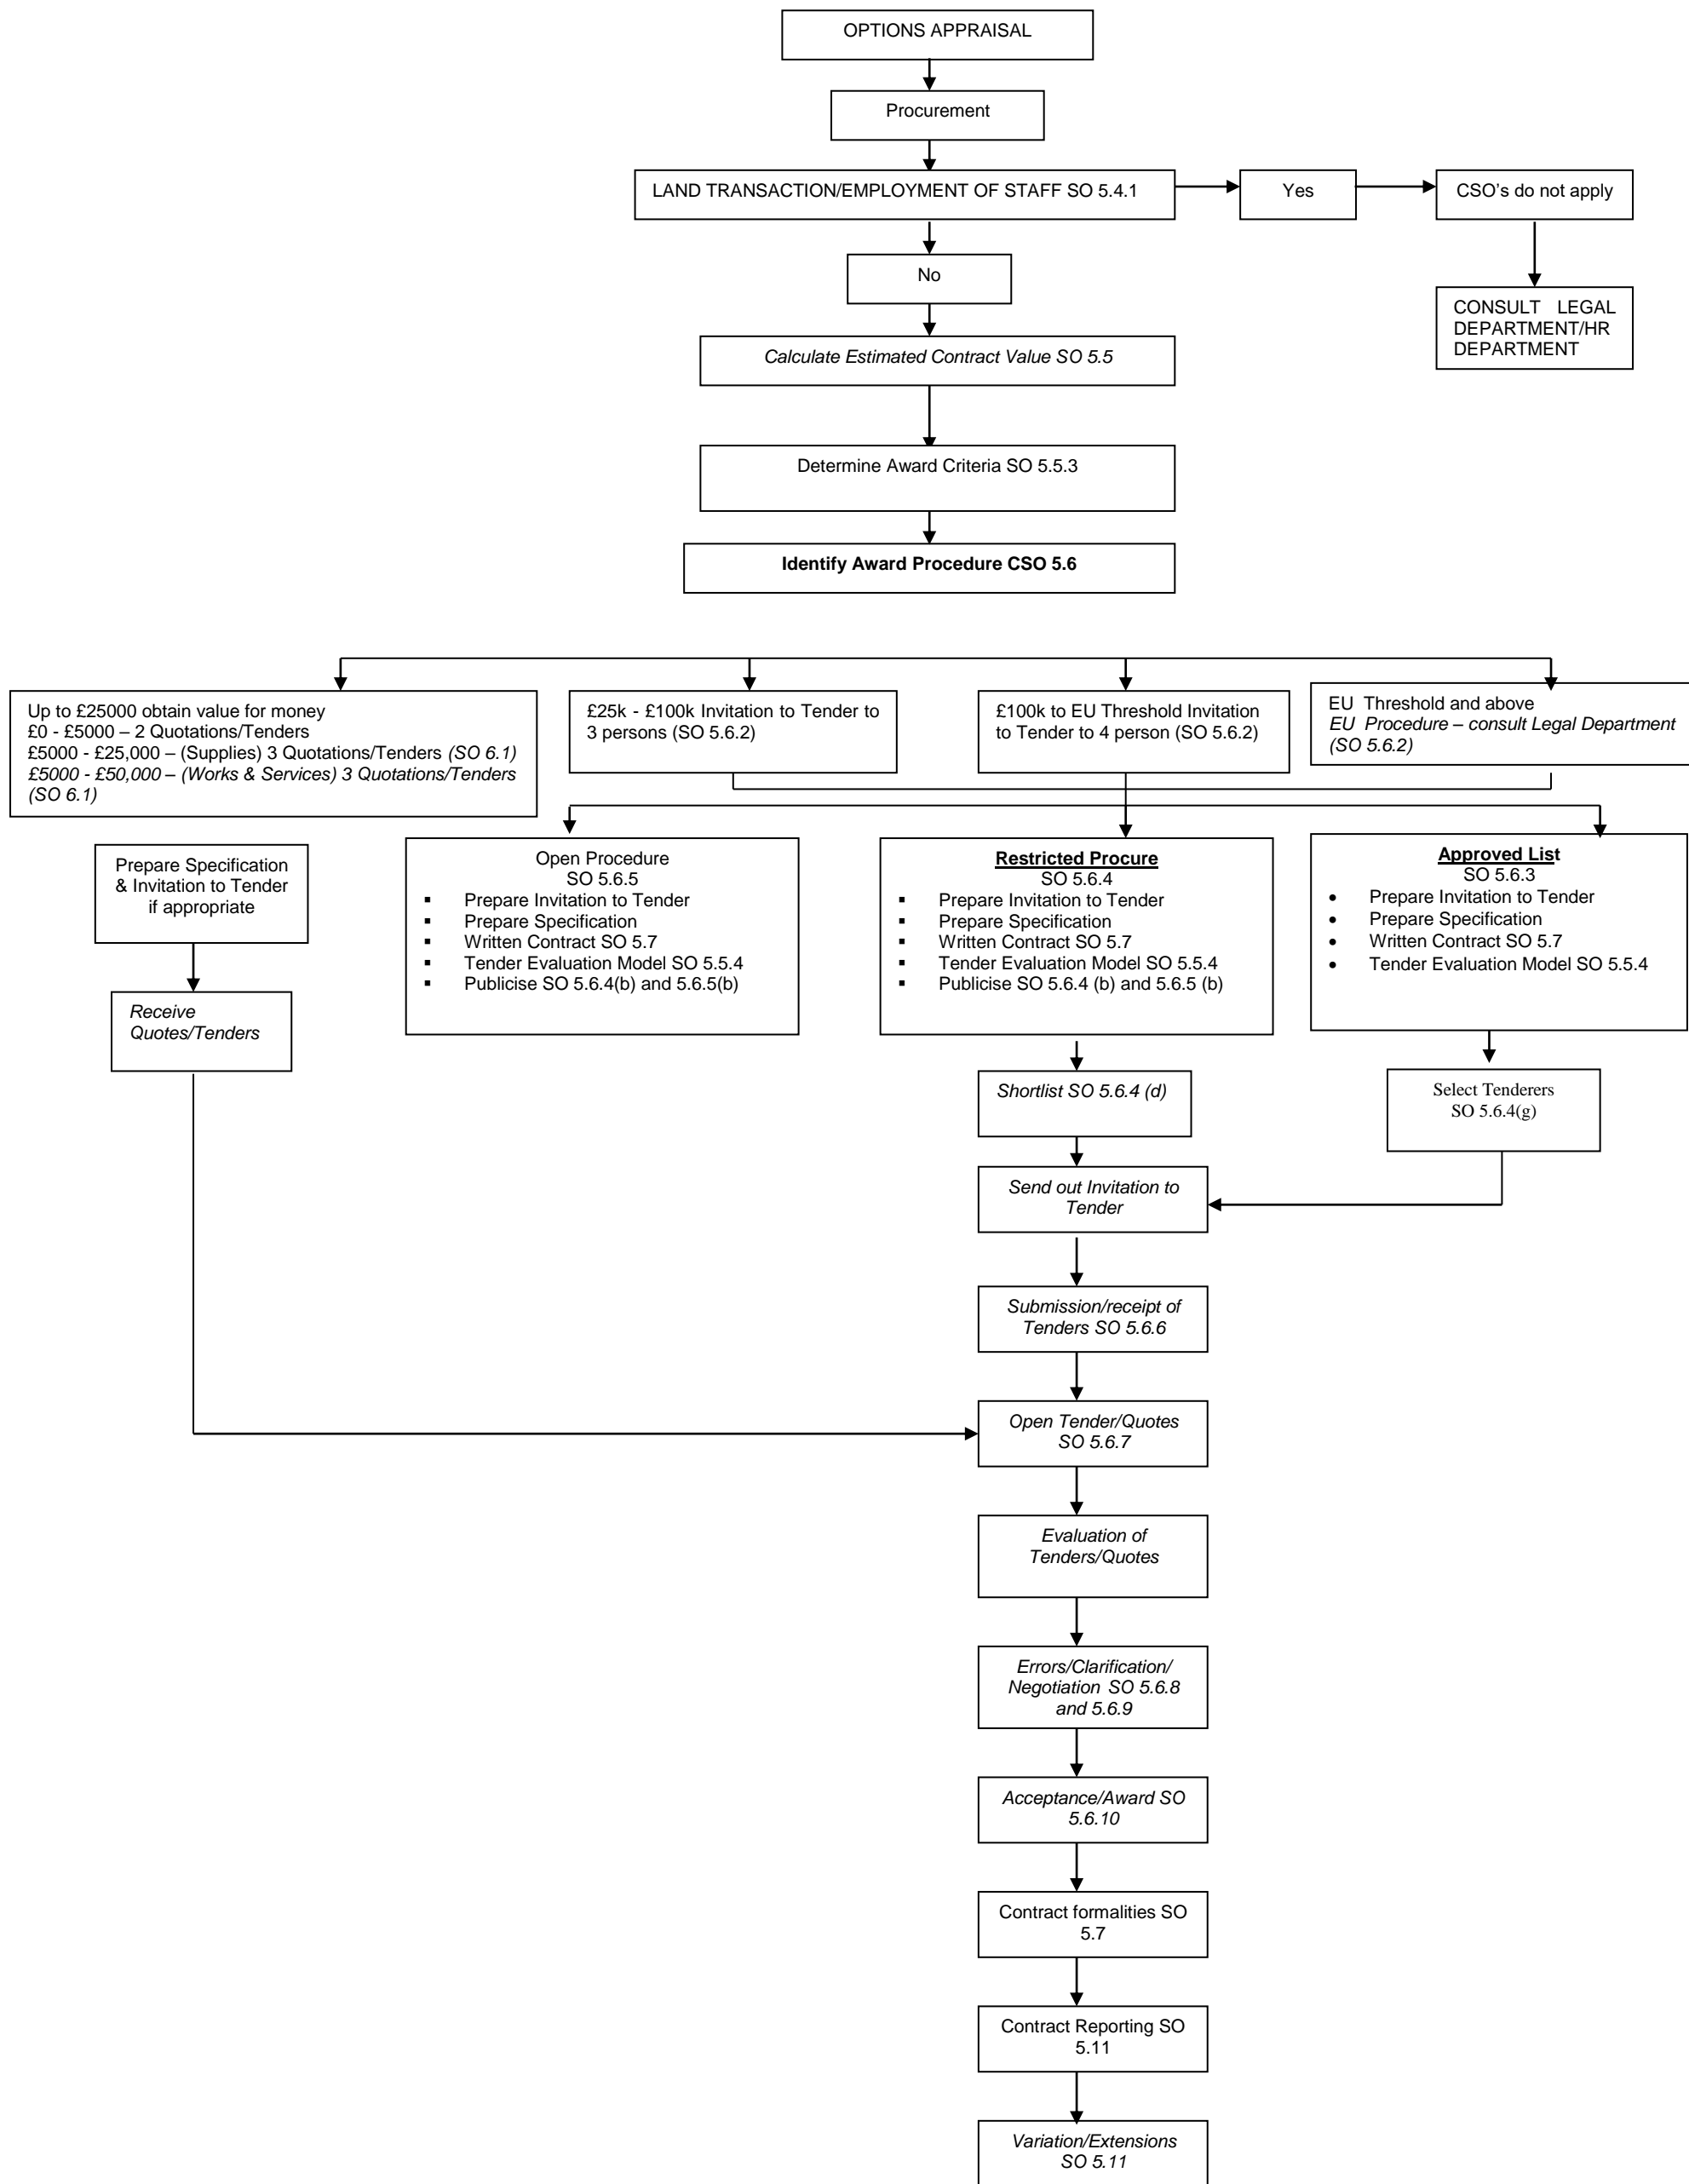 OPTIONS APPRAISAL
Procurement
LAND TRANSACTION/EMPLOYMENT OF STAFF SO 5.4.1
Yes
CSO's do not apply
No
CONSULT LEGAL
DEPARTMENT/HR
DEPARTMENT
Calculate Estimated Contract Value SO 5.5
Determine Award Criteria SO 5.5.3
Identify Award Procedure CSO 5.6
Up to £25000 obtain value for money
£0 - £5000 – 2 Quotations/Tenders
£5000 - £25,000 – (Supplies) 3 Quotations/Tenders (SO 6.1)
£5000 - £50,000 – (Works & Services) 3 Quotations/Tenders
(SO 6.1)
£25k - £100k Invitation to Tender to
3 persons (SO 5.6.2)
£100k to EU Threshold Invitation
to Tender to 4 person (SO 5.6.2)
EU Threshold and above
EU Procedure – consult Legal Department
(SO 5.6.2)
Prepare Specification
& Invitation to Tender
if appropriate
Open Procedure
SO 5.6.5
▪ Prepare Invitation to Tender
▪ Prepare Specification
▪ Written Contract SO 5.7
▪ Tender Evaluation Model SO 5.5.4
▪ Publicise SO 5.6.4(b) and 5.6.5(b)
Restricted Procure
SO 5.6.4
▪ Prepare Invitation to Tender
▪ Prepare Specification
▪ Written Contract SO 5.7
▪ Tender Evaluation Model SO 5.5.4
▪ Publicise SO 5.6.4 (b) and 5.6.5 (b)
Approved List
SO 5.6.3
• Prepare Invitation to Tender
• Prepare Specification
• Written Contract SO 5.7
• Tender Evaluation Model SO 5.5.4
Receive
Quotes/Tenders
Shortlist SO 5.6.4 (d)
Select Tenderers
SO 5.6.4(g)
Send out Invitation to
Tender
Submission/receipt of
Tenders SO 5.6.6
Open Tender/Quotes
SO 5.6.7
Evaluation of
Tenders/Quotes
Errors/Clarification/
Negotiation SO 5.6.8
and 5.6.9
Acceptance/Award SO
5.6.10
Contract formalities SO
5.7
Contract Reporting SO
5.11
Variation/Extensions
SO 5.11